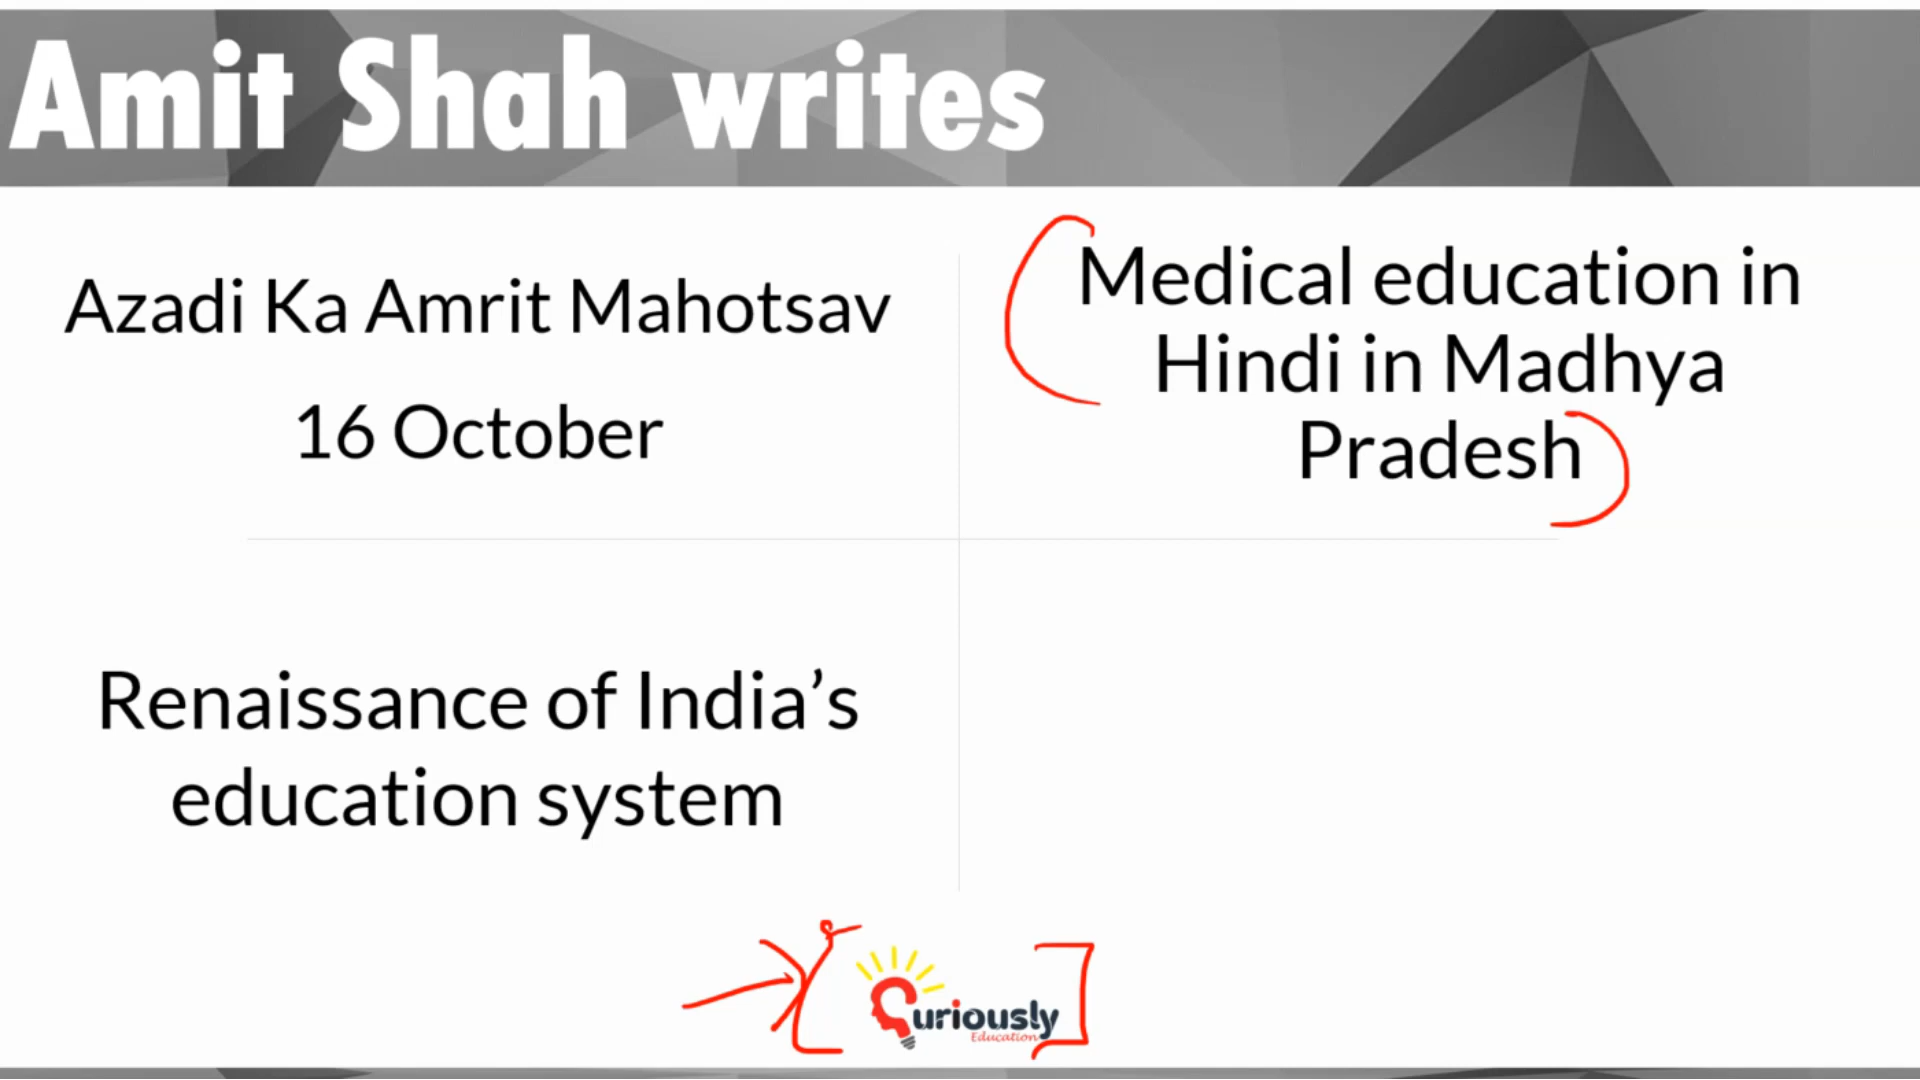 Amit Shah writes
Azadi Ka Amrit Mahotsav
16 October
Medical education in
Hindi in Madhya
Pradesh
Renaissance of India’s
education system
Curiously
Education